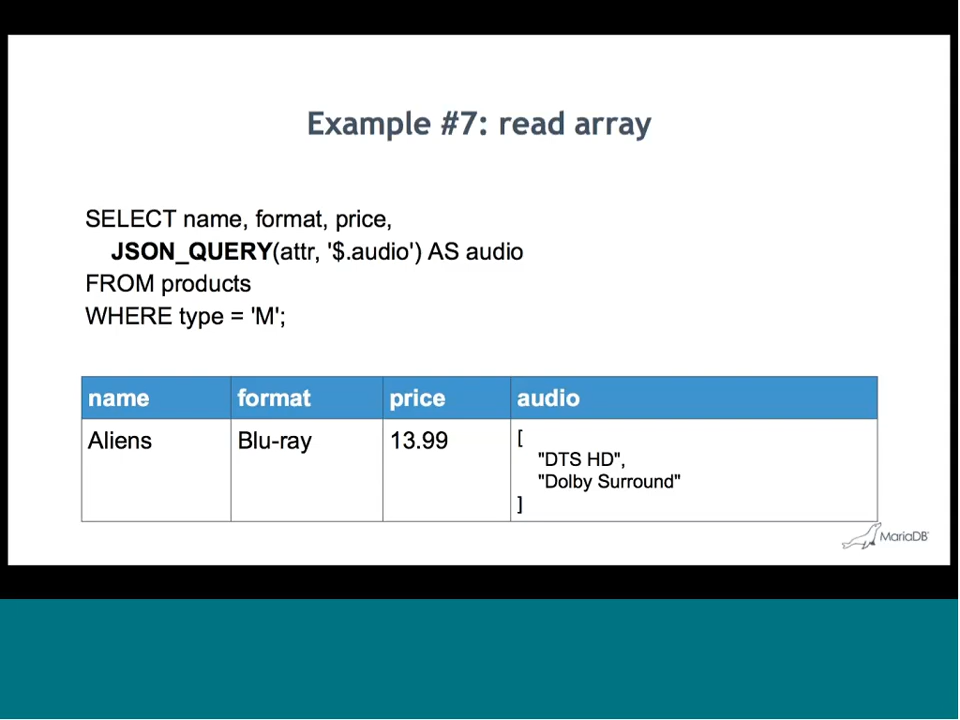 Example #7: read array
SELECT name, format, price,
JSON_QUERY(attr, '$.audio') AS audio
FROM products
WHERE type = 'M';
name format price audio
Aliens Blu-ray 13.99 [
"DTS HD",
"Dolby Surround"
]
MariaDB